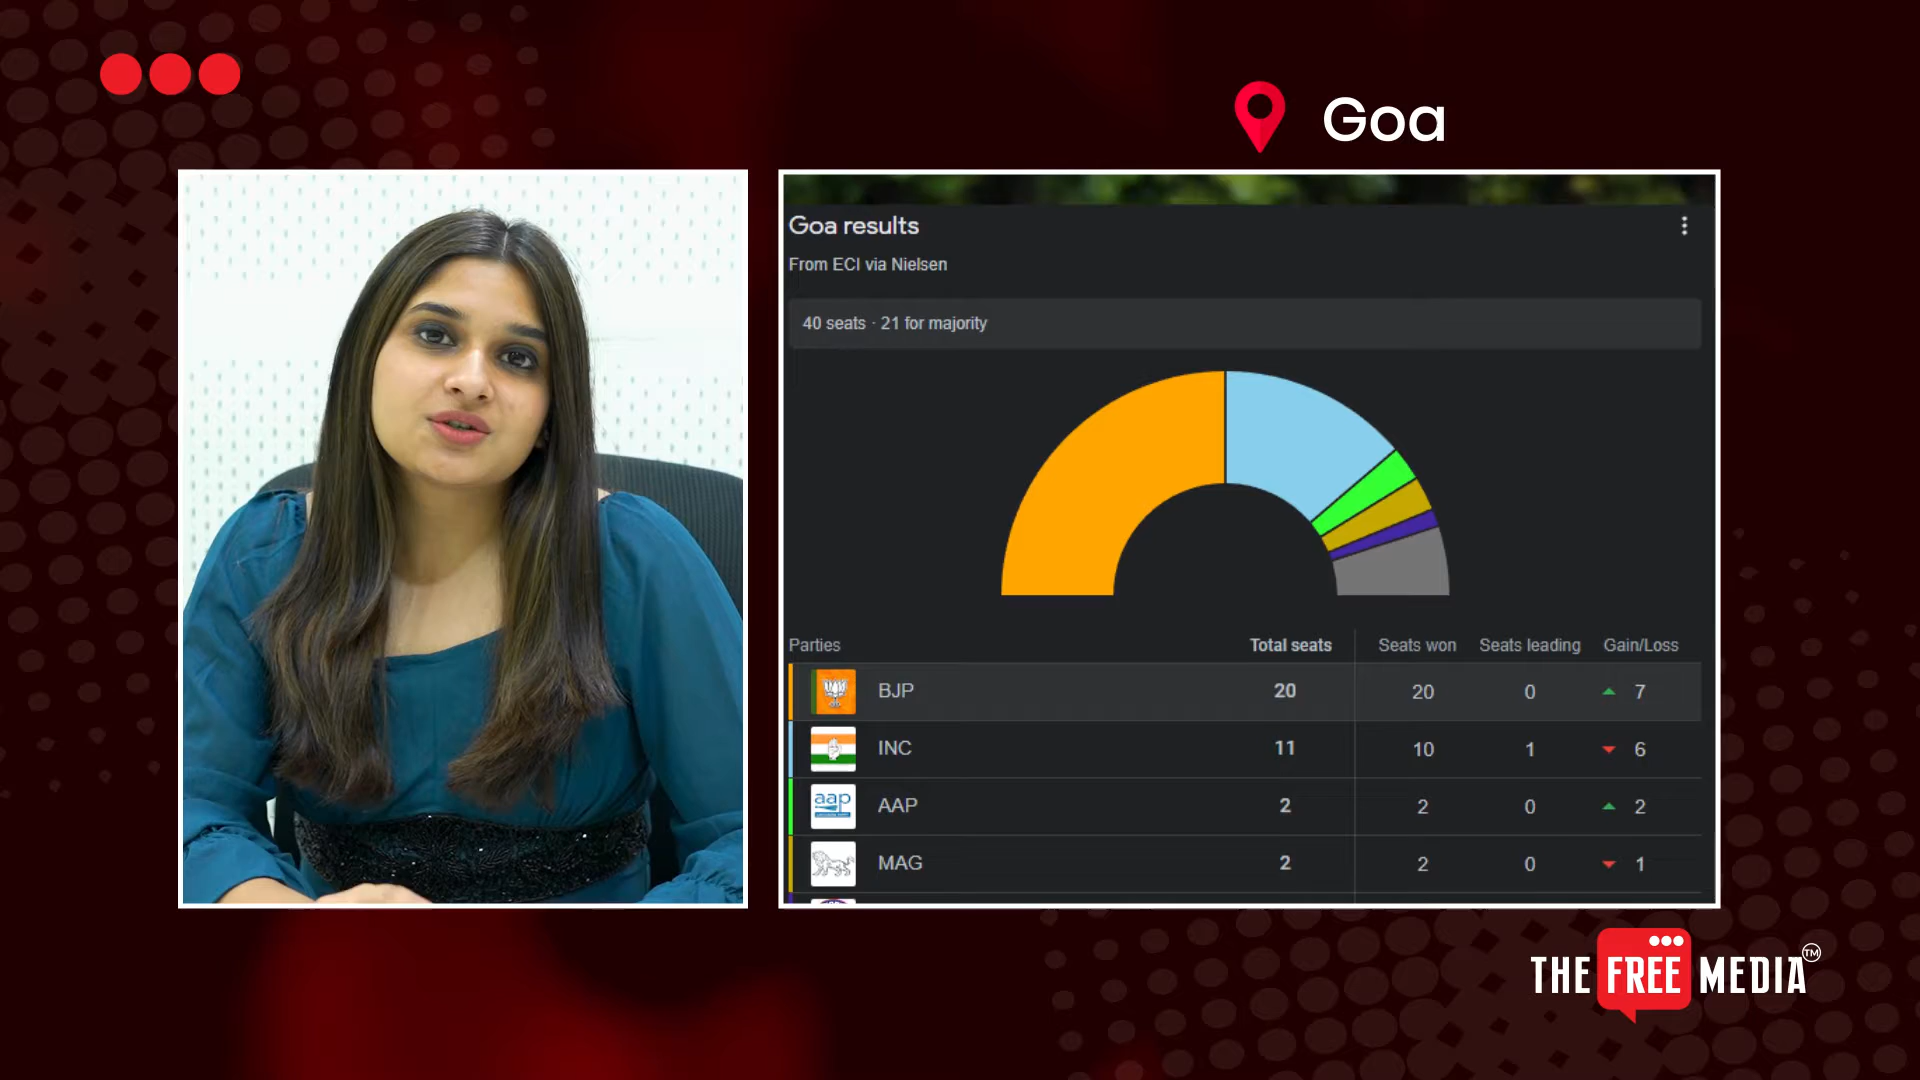 Goa
Goa results
From ECI via Nielsen
40 seats · 21 for majority
Parties Total seats Seats won Seats leading Gain/Loss
BJP 20 20 0 7
INC 11 10 1 6
aap AAP 2 2 0 2
MAG 2 2 0 1
THE FREE MEDIA TM